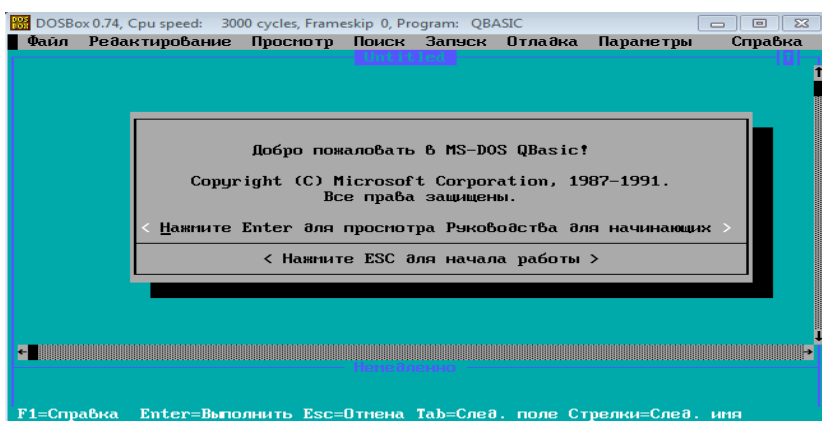 DOSBox 0.74, Cpu speed: 3000 cycles, Frameskip 0, Program: QBASIC
Файл Редактирование Просмотр Поиск Запуск Отладка Параметры Справка
Untitled
Добро пожаловать в MS-DOS QBasic!
Copyright (C) Microsoft Corporation, 1987-1991.
Все права защищены.
< Нажмите Enter для просмотра Руководства для начинающих >
< Нажмите ESC для начала работы >
Немедленно
F1=Справка Enter=Выполнить Esc=Отмена Tab=След. поле Стрелки=След. имя